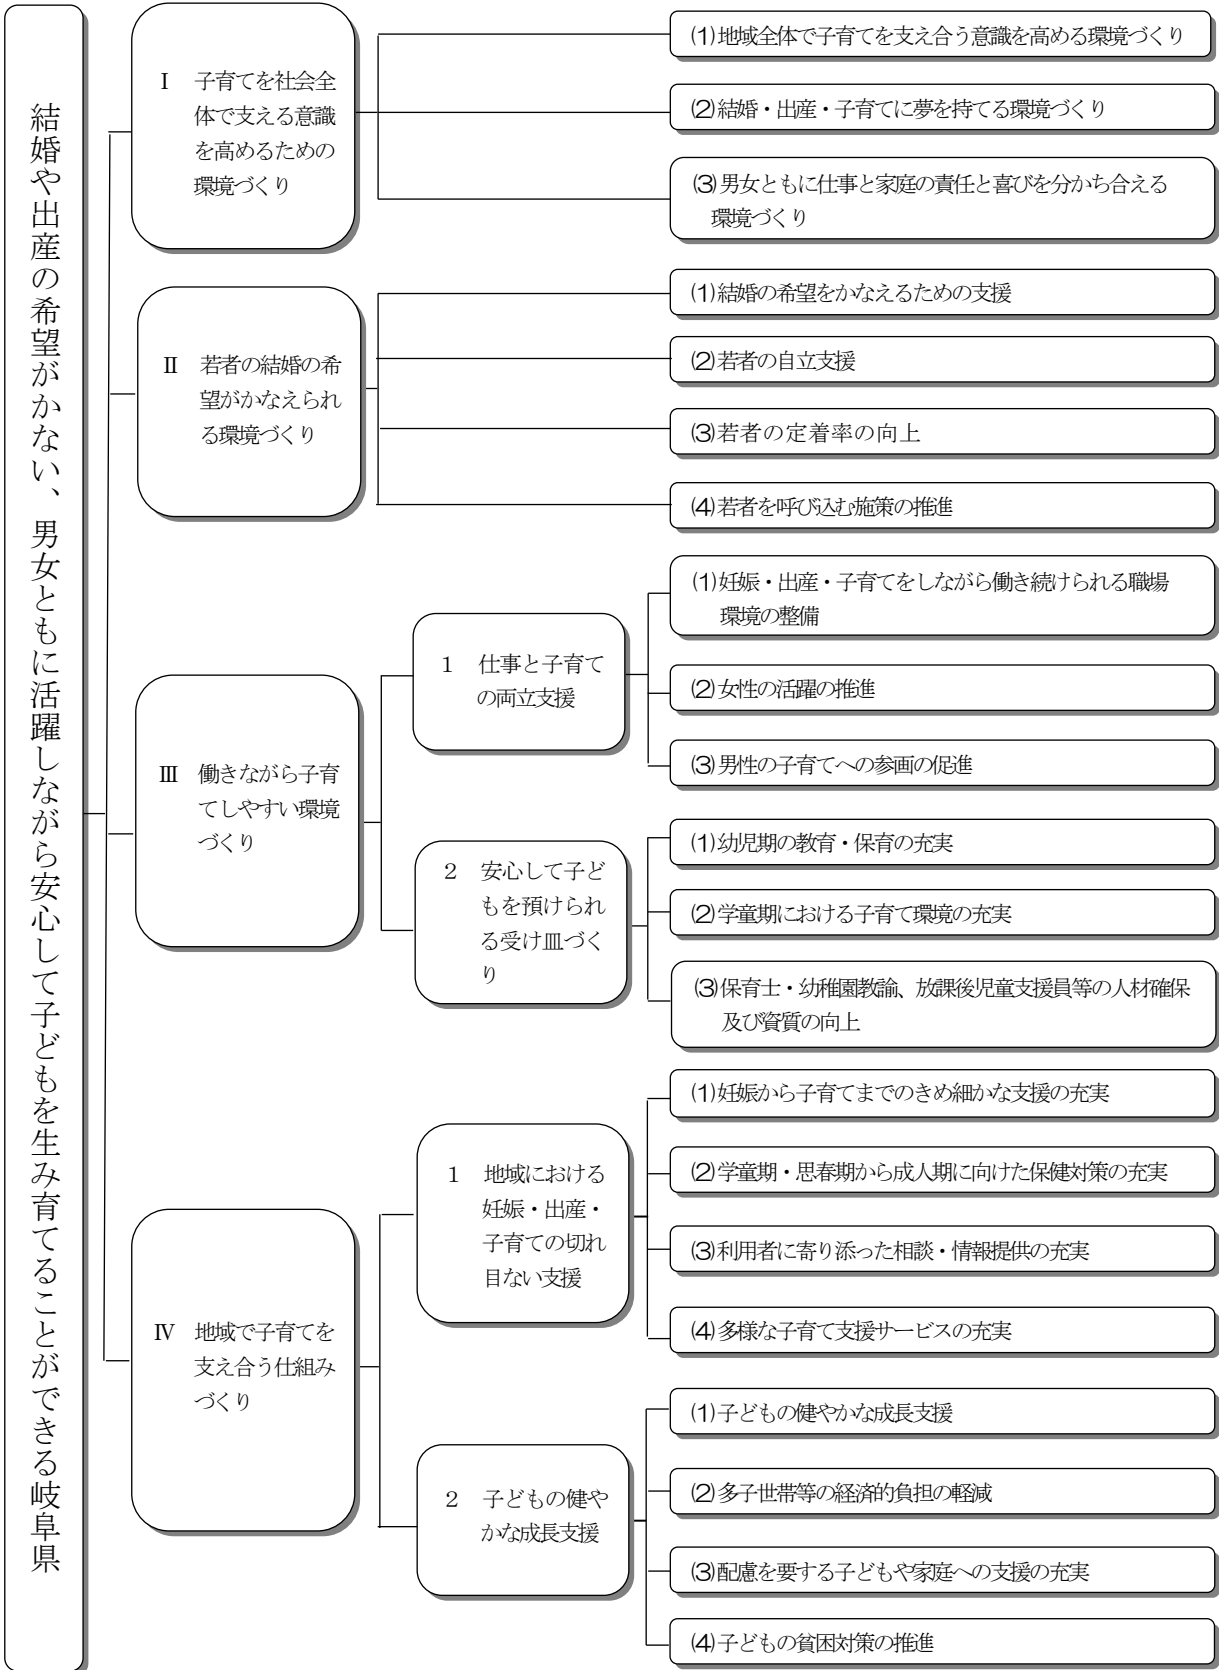 結婚や出産の希望がかない、男女ともに活躍しながら安心して子どもを生み育てることができる岐阜県
Ⅰ 子育てを社会全
体で支える意識
を高めるための
環境づくり
(1)地域全体で子育てを支え合う意識を高める環境づくり
(2)結婚・出産・子育てに夢を持てる環境づくり
(3)男女ともに仕事と家庭の責任と喜びを分かち合える
環境づくり
Ⅱ 若者の結婚の希
望がかなえられ
る環境づくり
(1)結婚の希望をかなえるための支援
(2)若者の自立支援
(3)若者の定着率の向上
(4)若者を呼び込む施策の推進
Ⅲ 働きながら子育
てしやすい環境
づくり
1 仕事と子育て
の両立支援
(1)妊娠・出産・子育てをしながら働き続けられる職場
環境の整備
(2)女性の活躍の推進
(3)男性の子育てへの参画の促進
2 安心して子ど
もを預けられ
る受け皿づく
り
(1)幼児期の教育・保育の充実
(2)学童期における子育て環境の充実
(3)保育士・幼稚園教諭、放課後児童支援員等の人材確保
及び資質の向上
Ⅳ 地域で子育てを
支え合う仕組み
づくり
1 地域における
妊娠・出産・
子育ての切れ
目ない支援
(1)妊娠から子育てまでのきめ細かな支援の充実
(2)学童期・思春期から成人期に向けた保健対策の充実
(3)利用者に寄り添った相談・情報提供の充実
(4)多様な子育て支援サービスの充実
2 子どもの健や
かな成長支援
(1)子どもの健やかな成長支援
(2)多子世帯等の経済的負担の軽減
(3)配慮を要する子どもや家庭への支援の充実
(4)子どもの貧困対策の推進